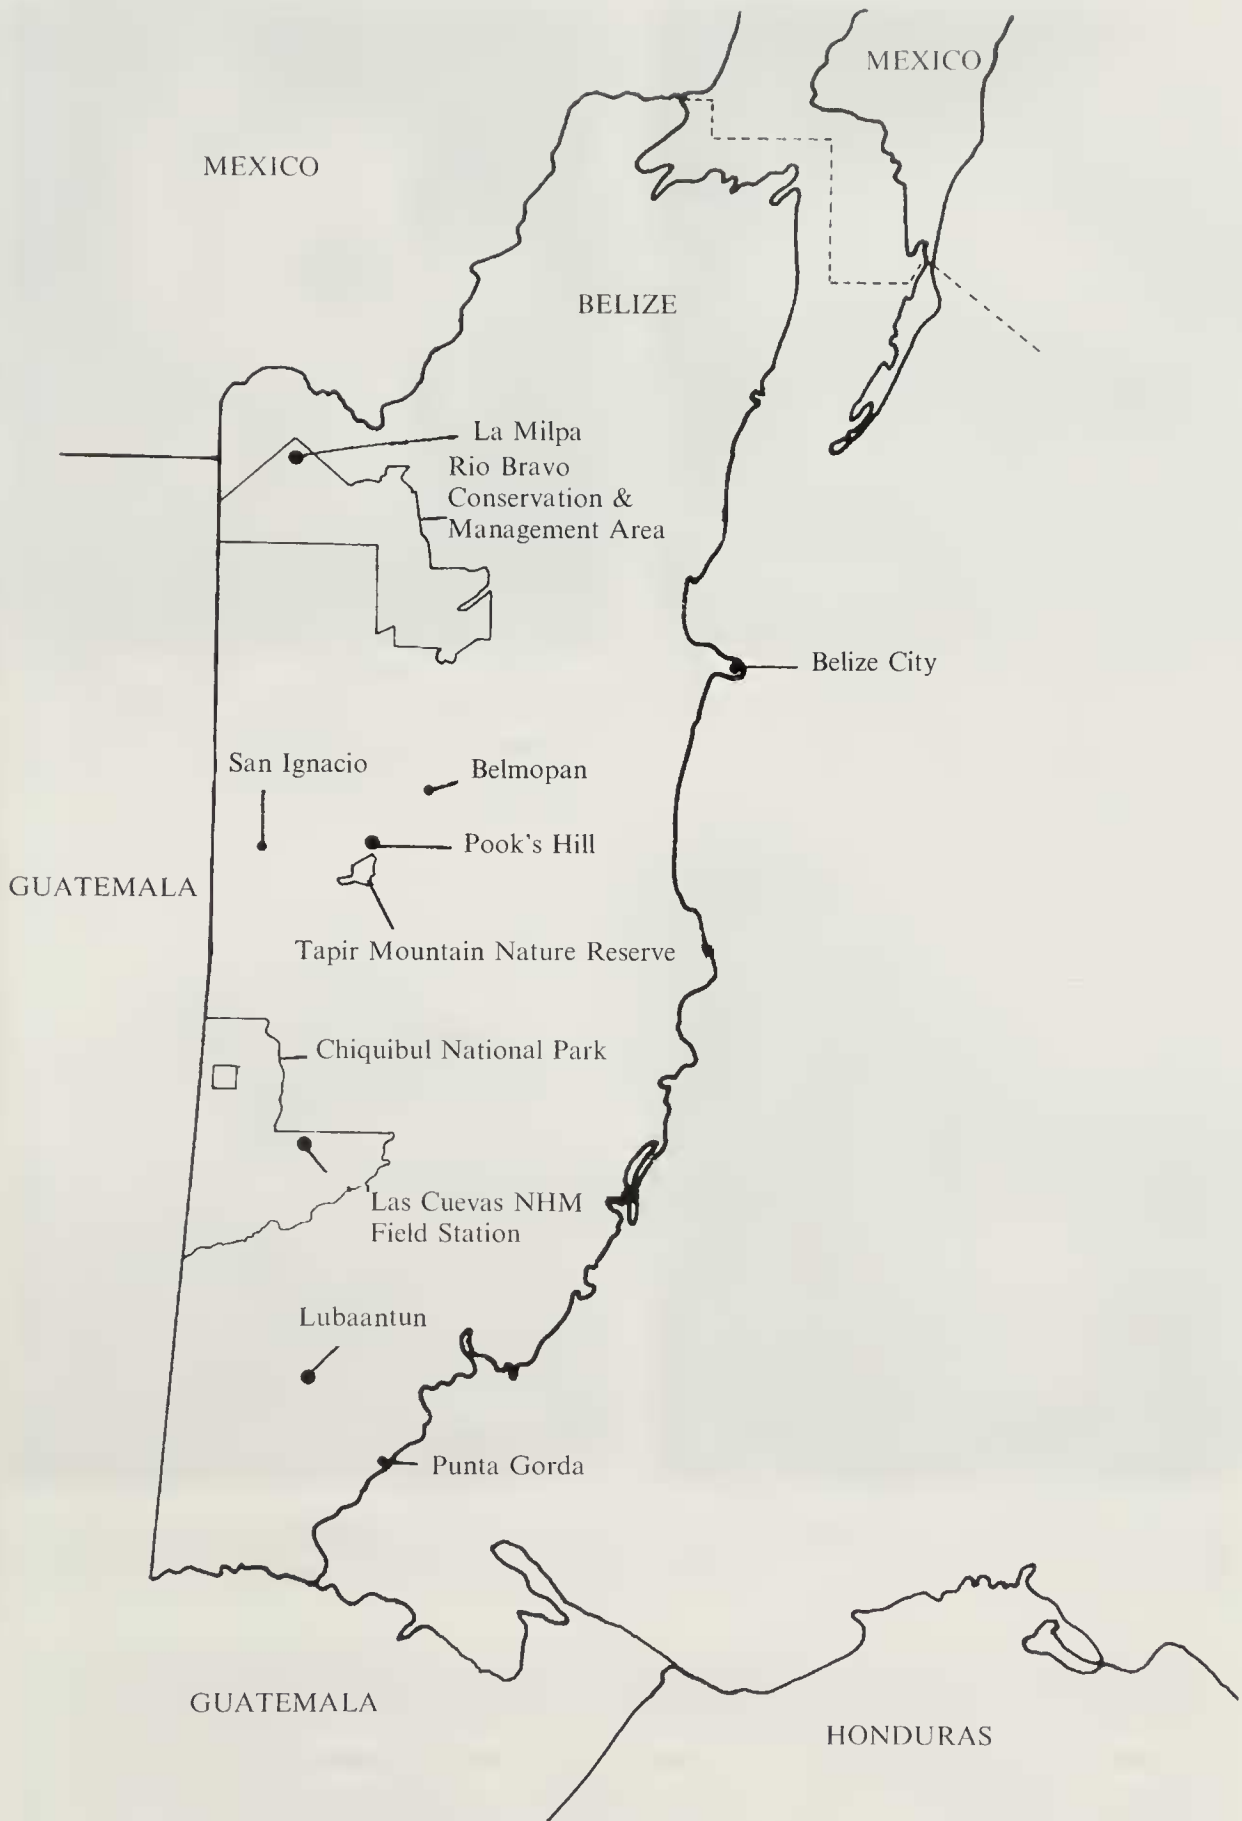 MEXICO
MEXICO
BELIZE
La Milpa
Rio Bravo
Conservation &
Management Area
Belize City
San Ignacio
Belmopan
Pook's Hill
GUATEMALA
Tapir Mountain Nature Reserve
Chiquibul National Park
Las Cuevas NHM
Field Station
Lubaantun
Punta Gorda
GUATEMALA
HONDURAS